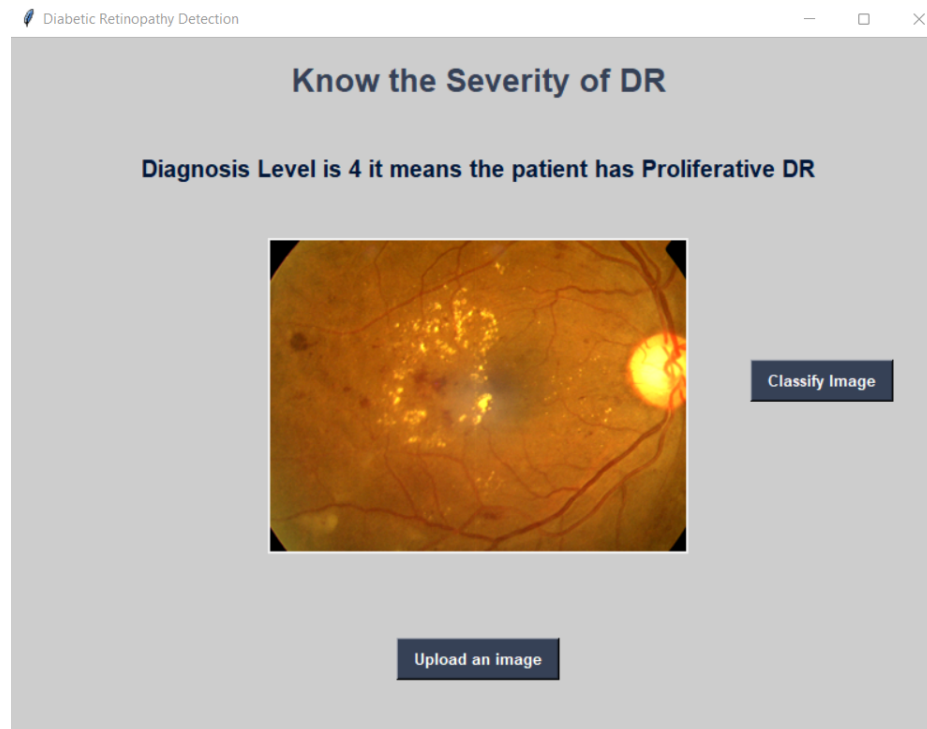 Diabetic Retinopathy Detection
Know the Severity of DR
Diagnosis Level is 4 it means the patient has Proliferative DR
Classify Image
Upload an image